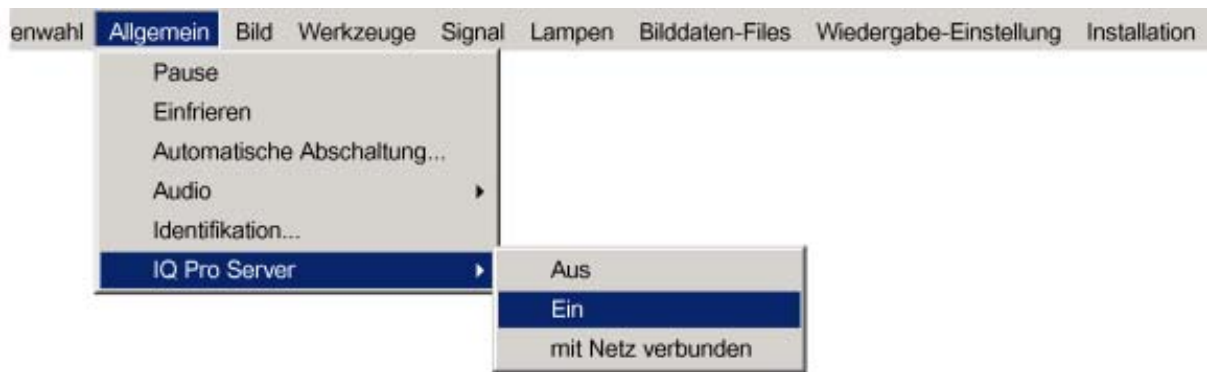 enwahl Allgemein Bild Werkzeuge Signal Lampen Bilddaten-Files Wiedergabe-Einstellung Installation
Pause
Einfrieren
Automatische Abschaltung...
Audio
Identifikation...
IQ Pro Server
Aus
Ein
mit Netz verbunden